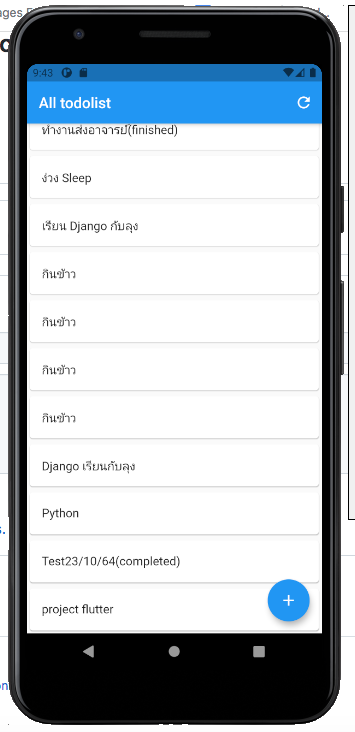 9:43
All todolist
ทำงานส่งอาจารย์(finished)
ง่วง Sleep
เรียน Django กับลุง
กินข้าว
กินข้าว
กินข้าว
กินข้าว
Django เรียนกับลุง
Python
Test23/10/64(completed)
project flutter